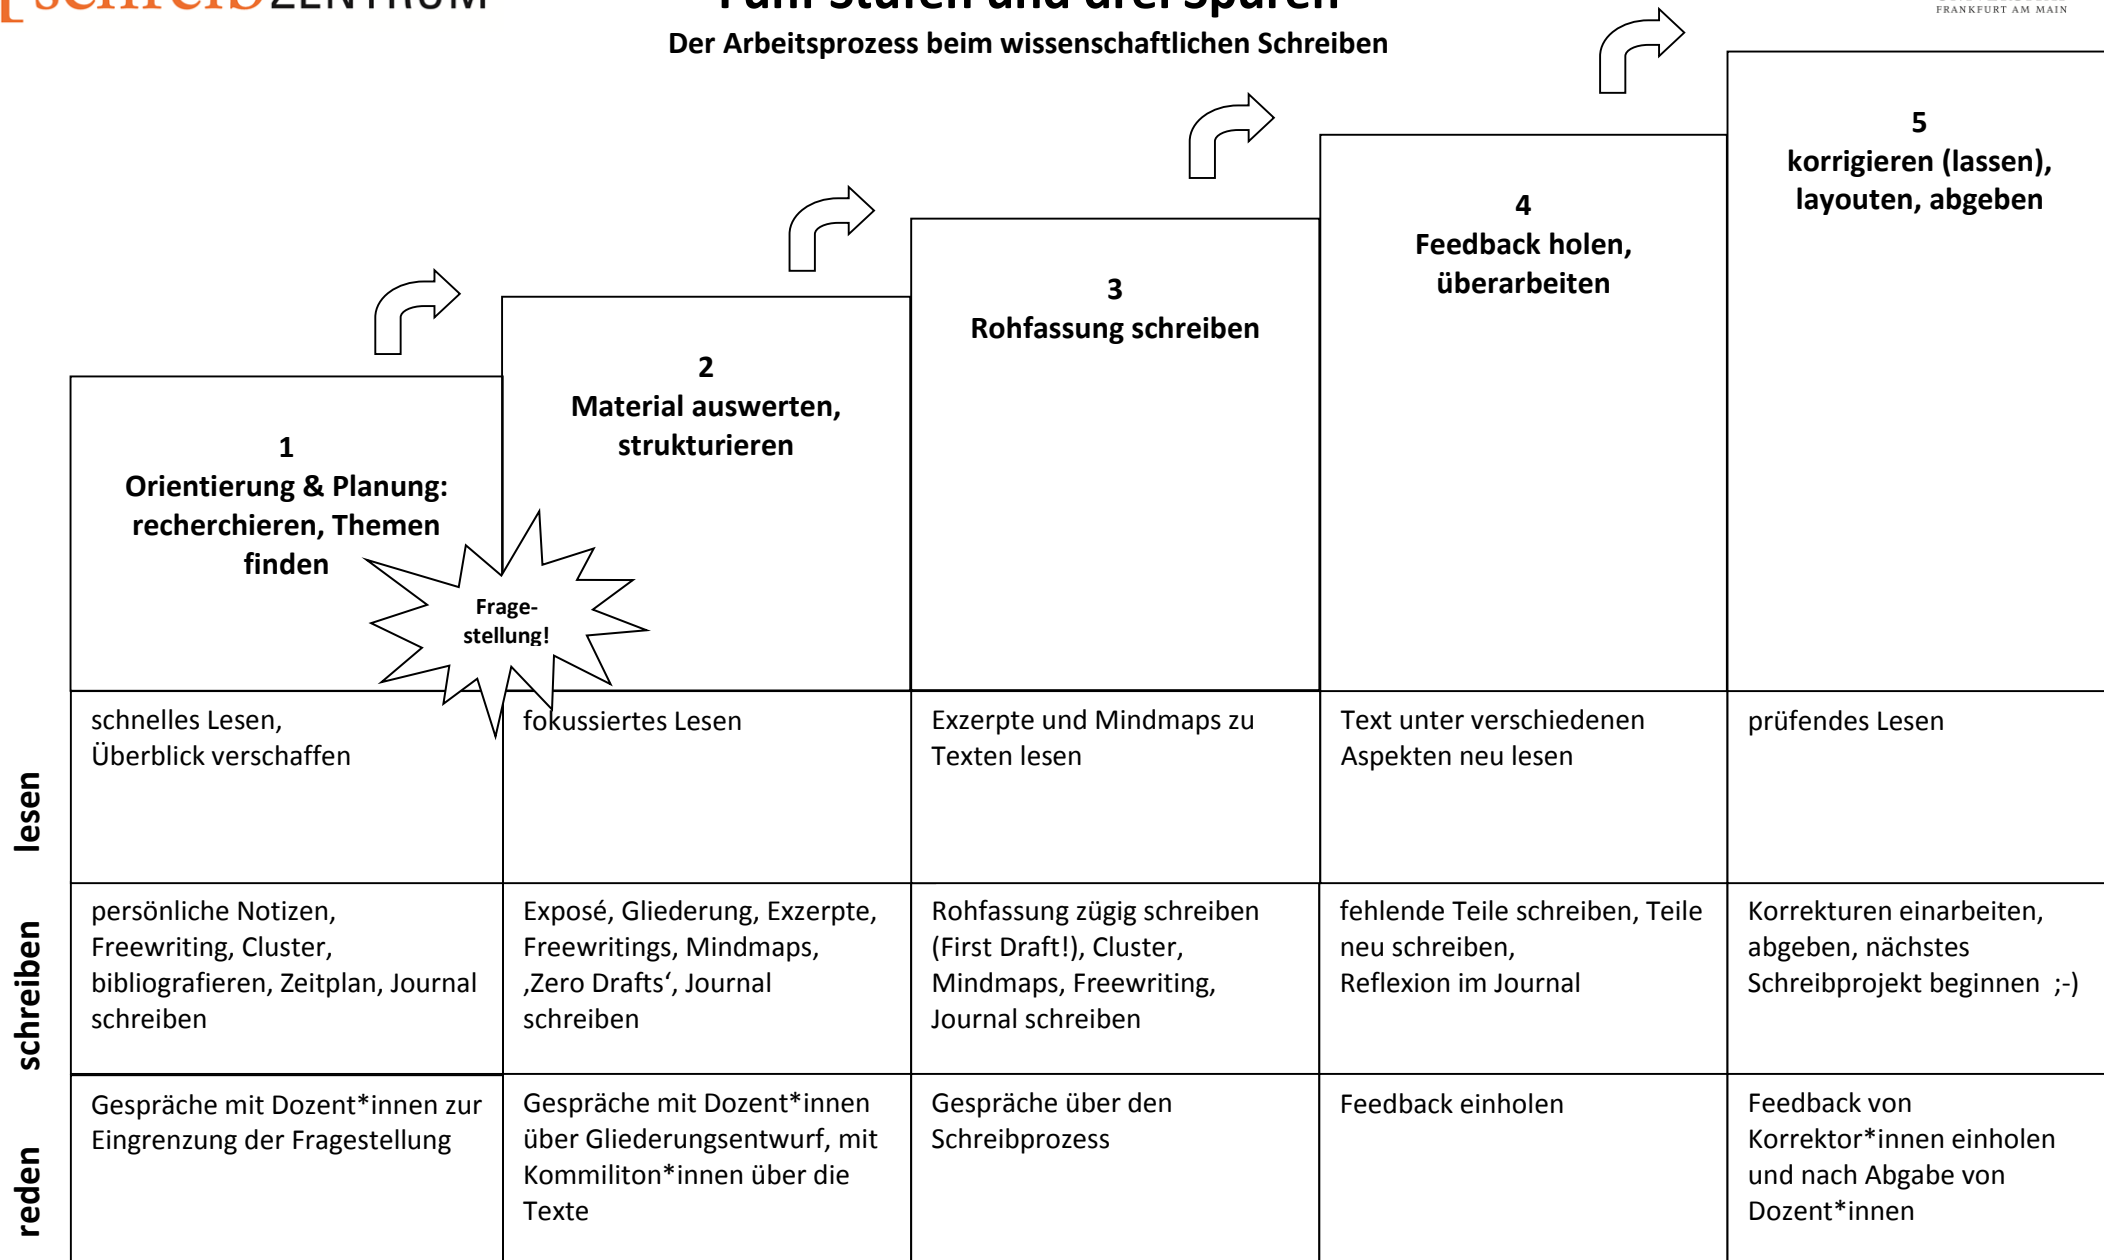 [schreibZENTRUM
Fünf Stufen und drei Spuren
FRANKFURT AM MAIN
Der Arbeitsprozess beim wissenschaftlichen Schreiben
1
Orientierung & Planung:
recherchieren, Themen
finden
2
Material auswerten,
strukturieren
Frage-
stellung!
3
Rohfassung schreiben
4
Feedback holen,
überarbeiten
5
korrigieren (lassen),
layouten, abgeben
lesen
schnelles Lesen,
Überblick verschaffen
fokussiertes Lesen
Exzerpte und Mindmaps zu
Texten lesen
Text unter verschiedenen
Aspekten neu lesen
prüfendes Lesen
schreiben
persönliche Notizen,
Freewriting, Cluster,
bibliografieren, Zeitplan, Journal
schreiben
Exposé, Gliederung, Exzerpte,
Freewritings, Mindmaps,
‚Zero Drafts‘, Journal
schreiben
Rohfassung zügig schreiben
(First Draft!), Cluster,
Mindmaps, Freewriting,
Journal schreiben
fehlende Teile schreiben, Teile
neu schreiben,
Reflexion im Journal
Korrekturen einarbeiten,
abgeben, nächstes
Schreibprojekt beginnen ;-)
reden
Gespräche mit Dozent*innen zur
Eingrenzung der Fragestellung
Gespräche mit Dozent*innen
über Gliederungsentwurf, mit
Kommiliton*innen über die
Texte
Gespräche über den
Schreibprozess
Feedback einholen
Feedback von
Korrektor*innen einholen
und nach Abgabe von
Dozent*innen